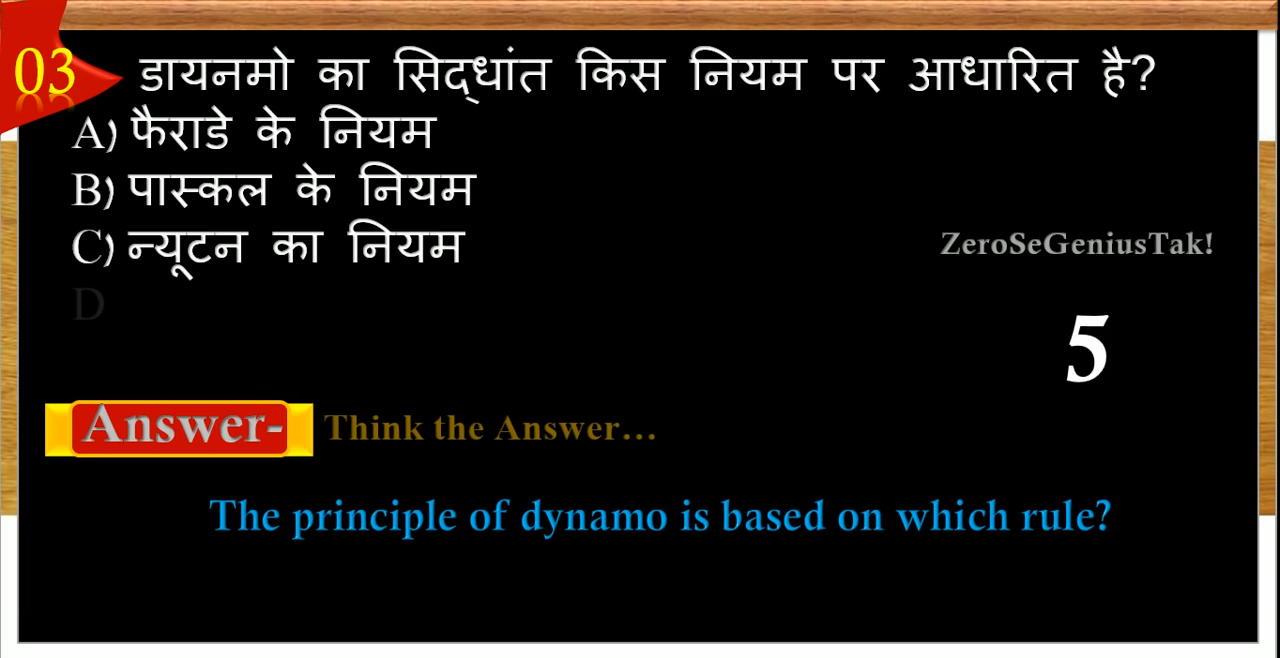 03 डायनमो का सिद्धांत किस नियम पर आधारित है?
A) फैराडे के नियम
B) पास्कल के नियम
C) न्यूटन का नियम
ZeroSeGeniusTak!
D
5
Answer- Think the Answer...
The principle of dynamo is based on which rule?